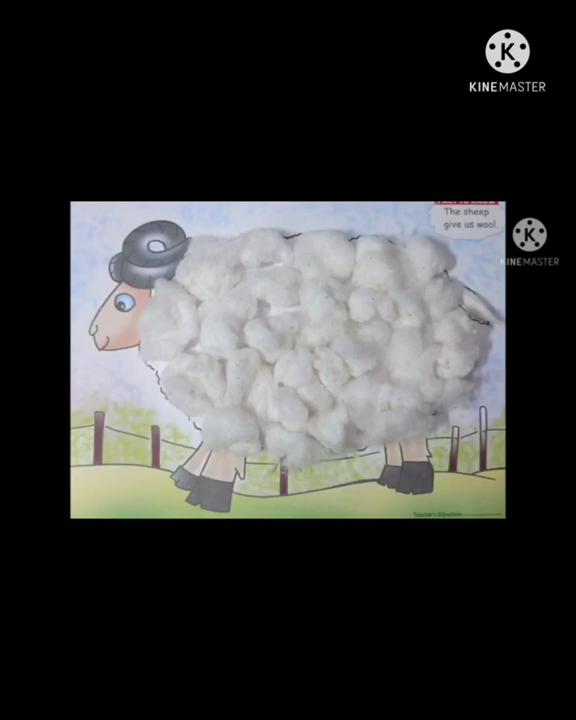 KINEMASTER
The sheep
give us wool.
KINEMASTER
Teacher's Signature